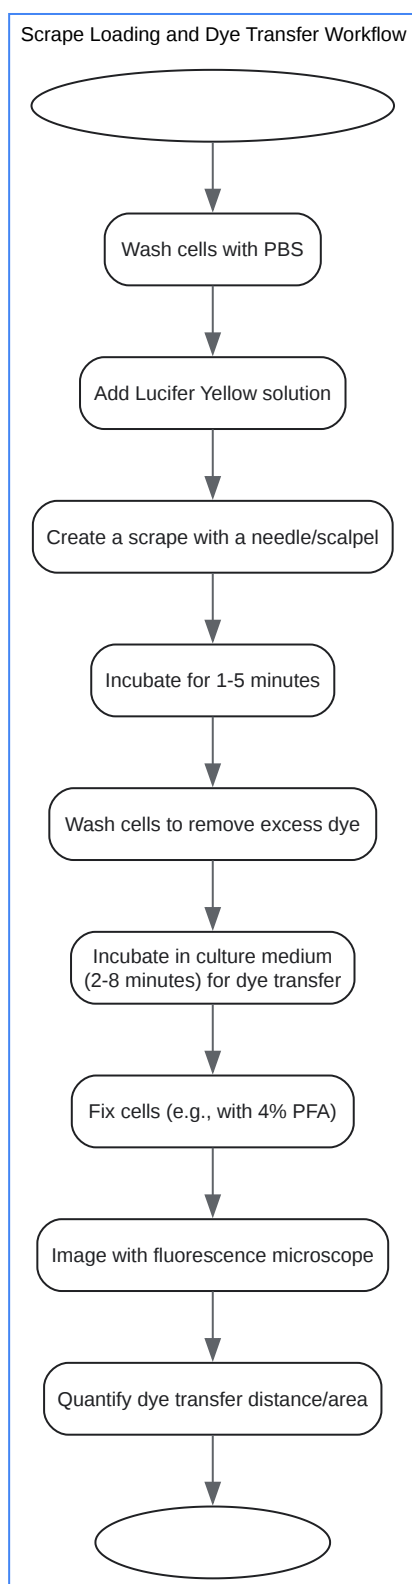 Scrape Loading and Dye Transfer Workflow
Wash cells with PBS
Add Lucifer Yellow solution
Create a scrape with a needle/scalpel
Incubate for 1-5 minutes
Wash cells to remove excess dye
Incubate in culture medium
(2-8 minutes) for dye transfer
Fix cells (e.g., with 4% PFA)
Image with fluorescence microscope
Quantify dye transfer distance/area